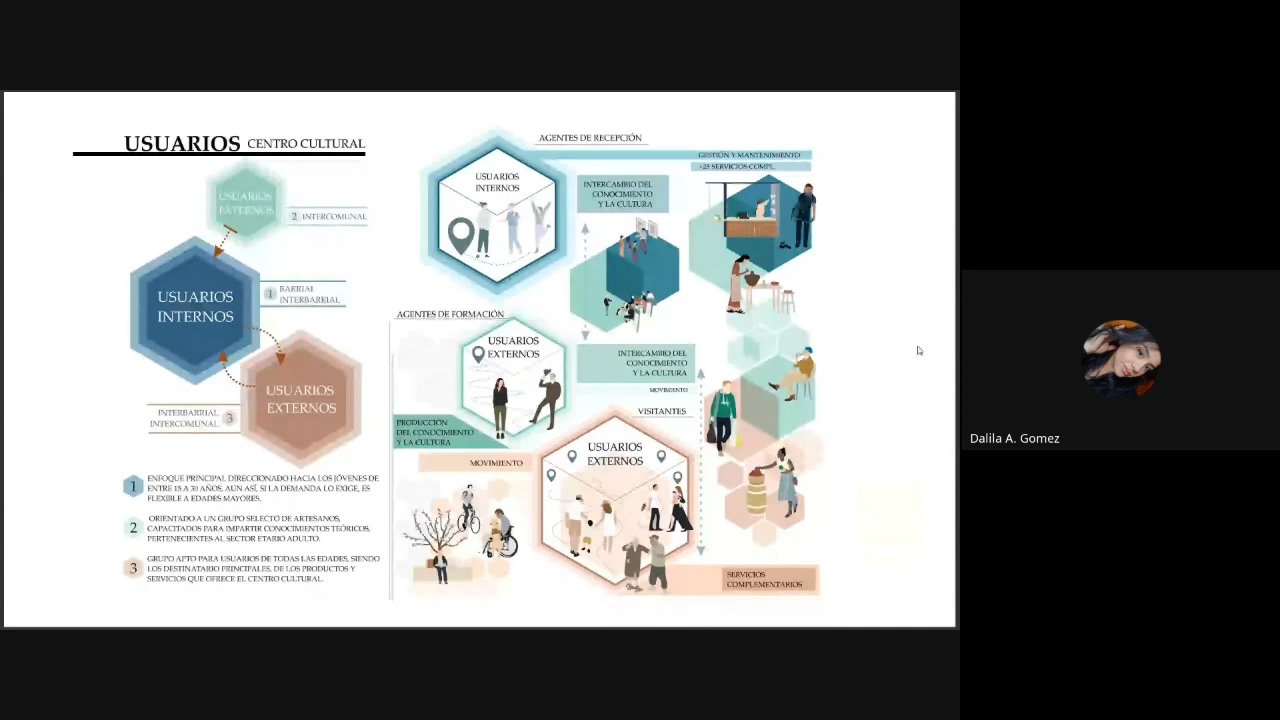 USUARIOS CENTRO CULTURAL
USUARIOS
EXTERNOS
2 INTERCOMUNAL
USUARIOS
INTERNOS
1 BARRIAL
INTERBARRIAL
USUARIOS
EXTERNOS
INTERBARRIAL
INTERCOMUNAL 3
1 ENFOQUE PRINCIPAL DIRECCIONADO HACIA LOS JÓVENES DE
ENTRE 18 A 30 AÑOS, AUN ASÍ, SI LA DEMANDA LO EXIGE, ES
FLEXIBLE A EDADES MAYORES.
2 ORIENTADO A UN GRUPO SELECTO DE ARTESANOS,
CAPACITADOS PARA IMPARTIR CONOCIMIENTOS TEÓRICOS,
PERTENECIENTES AL SECTOR ETARIO ADULTO.
3 GRUPO APTO PARA USUARIOS DE TODAS LAS EDADES, SIENDO
LOS DESTINATARIO PRINCIPALES, DE LOS PRODUCTOS Y
SERVICIOS QUE OFRECE EL CENTRO CULTURAL.
AGENTES DE RECEPCIÓN
USUARIOS
INTERNOS
GESTIÓN Y MANTENIMIENTO
+25 SERVICIOS COMPL.
INTERCAMBIO DEL
CONOCIMIENTO
Y LA CULTURA
AGENTES DE FORMACIÓN
USUARIOS
EXTERNOS
INTERCAMBIO DEL
CONOCIMIENTO
Y LA CULTURA
MOVIMIENTO
VISITANTES
PRODUCCIÓN
DEL CONOCIMIENTO
Y LA CULTURA
MOVIMIENTO
USUARIOS
EXTERNOS
SERVICIOS
COMPLEMENTARIOS
Dalila A. Gomez